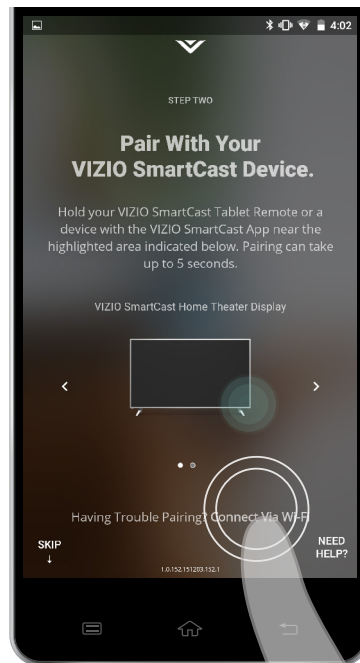 4:02
STEP TWO
Pair With Your
VIZIO SmartCast Device.
Hold your VIZIO SmartCast Tablet Remote or a
device with the VIZIO SmartCast App near the
highlighted area indicated below. Pairing can take
up to 5 seconds.
VIZIO SmartCast Home Theater Display
Having Trouble Pairing? Connect Via Wi-Fi
SKIP
NEED
HELP?
1.0.152.151203.152.1